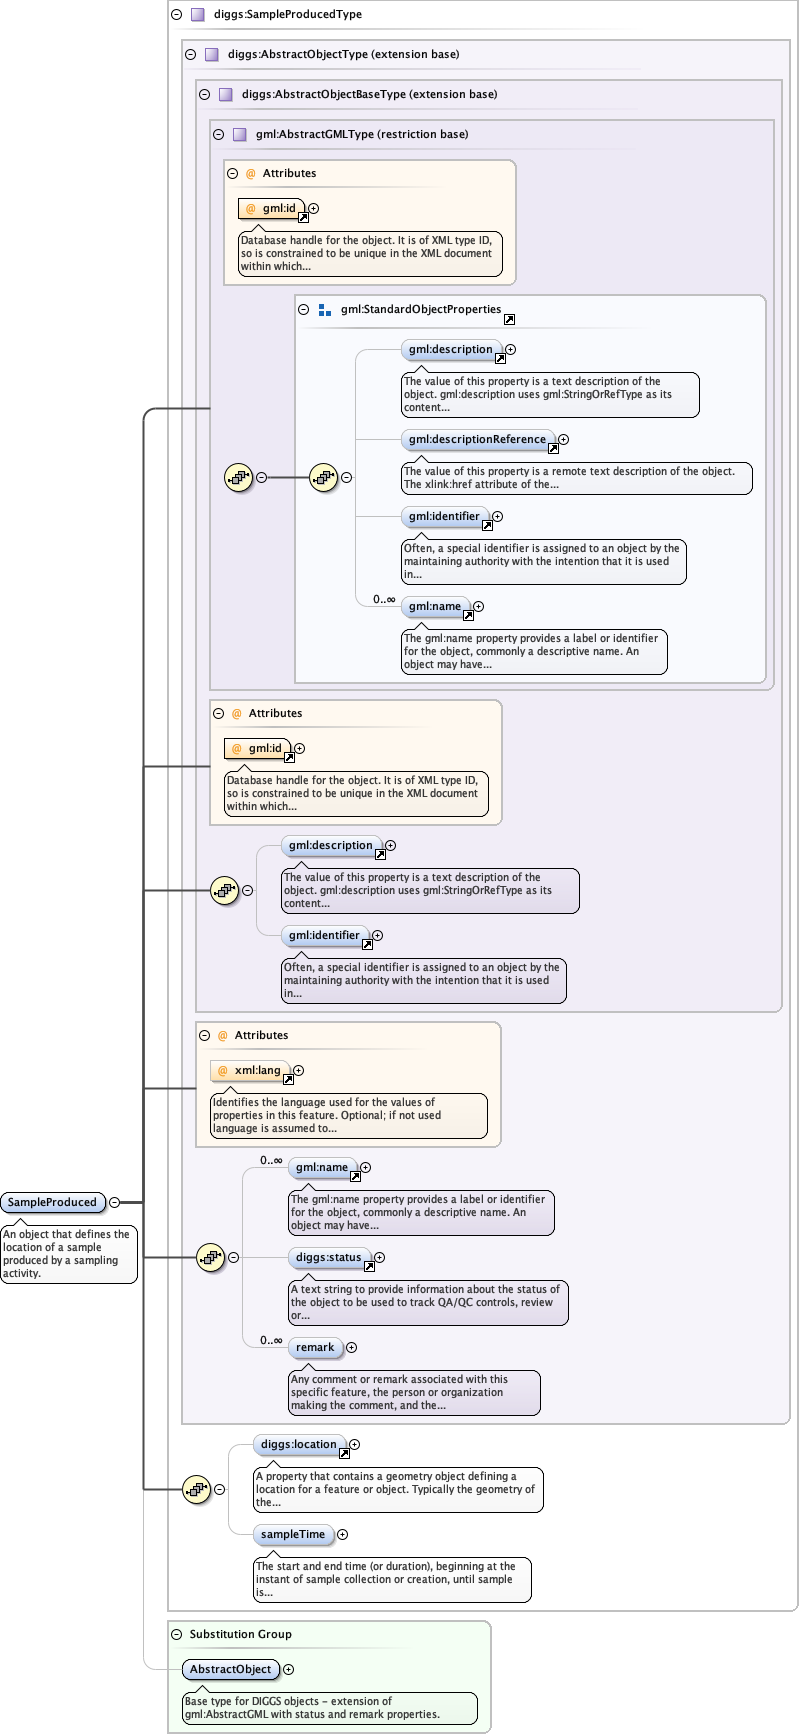 diggs:SampleProducedType
diggs:AbstractObjectType (extension base)
diggs:AbstractObjectBaseType (extension base)
gml:AbstractGMLType (restriction base)
@ Attributes
@ gml:id
Database handle for the object. It is of XML type ID,
so is constrained to be unique in the XML document
within which...
gml:StandardObjectProperties
gml:description
The value of this property is a text description of the
object. gml:description uses gml:StringOrRefType as its
content...
gml:descriptionReference
The value of this property is a remote text description of the object.
The xlink:href attribute of the...
gml:identifier
Often, a special identifier is assigned to an object by the
maintaining authority with the intention that it is used
in...
0..∞
gml:name
The gml:name property provides a label or identifier
for the object, commonly a descriptive name. An
object may have...
@ Attributes
@ gml:id
Database handle for the object. It is of XML type ID,
so is constrained to be unique in the XML document
within which...
gml:description
The value of this property is a text description of the
object. gml:description uses gml:StringOrRefType as its
content...
gml:identifier
Often, a special identifier is assigned to an object by the
maintaining authority with the intention that it is used
in...
@ Attributes
@ xml:lang
Identifies the language used for the values of
properties in this feature. Optional; if not used
language is assumed to...
0..∞
gml:name
The gml:name property provides a label or identifier
for the object, commonly a descriptive name. An
object may have...
SampleProduced
An object that defines the
location of a sample
produced by a sampling
activity.
diggs:status
A text string to provide information about the status of
the object to be used to track QA/QC controls, review
or...
0..∞
remark
Any comment or remark associated with this
specific feature, the person or organization
making the comment, and the...
diggs:location
A property that contains a geometry object defining a
location for a feature or object. Typically the geometry of
the...
sampleTime
The start and end time (or duration), beginning at the
instant of sample collection or creation, until sample
is...
Substitution Group
AbstractObject
Base type for DIGGS objects - extension of
gml:AbstractGML with status and remark properties.